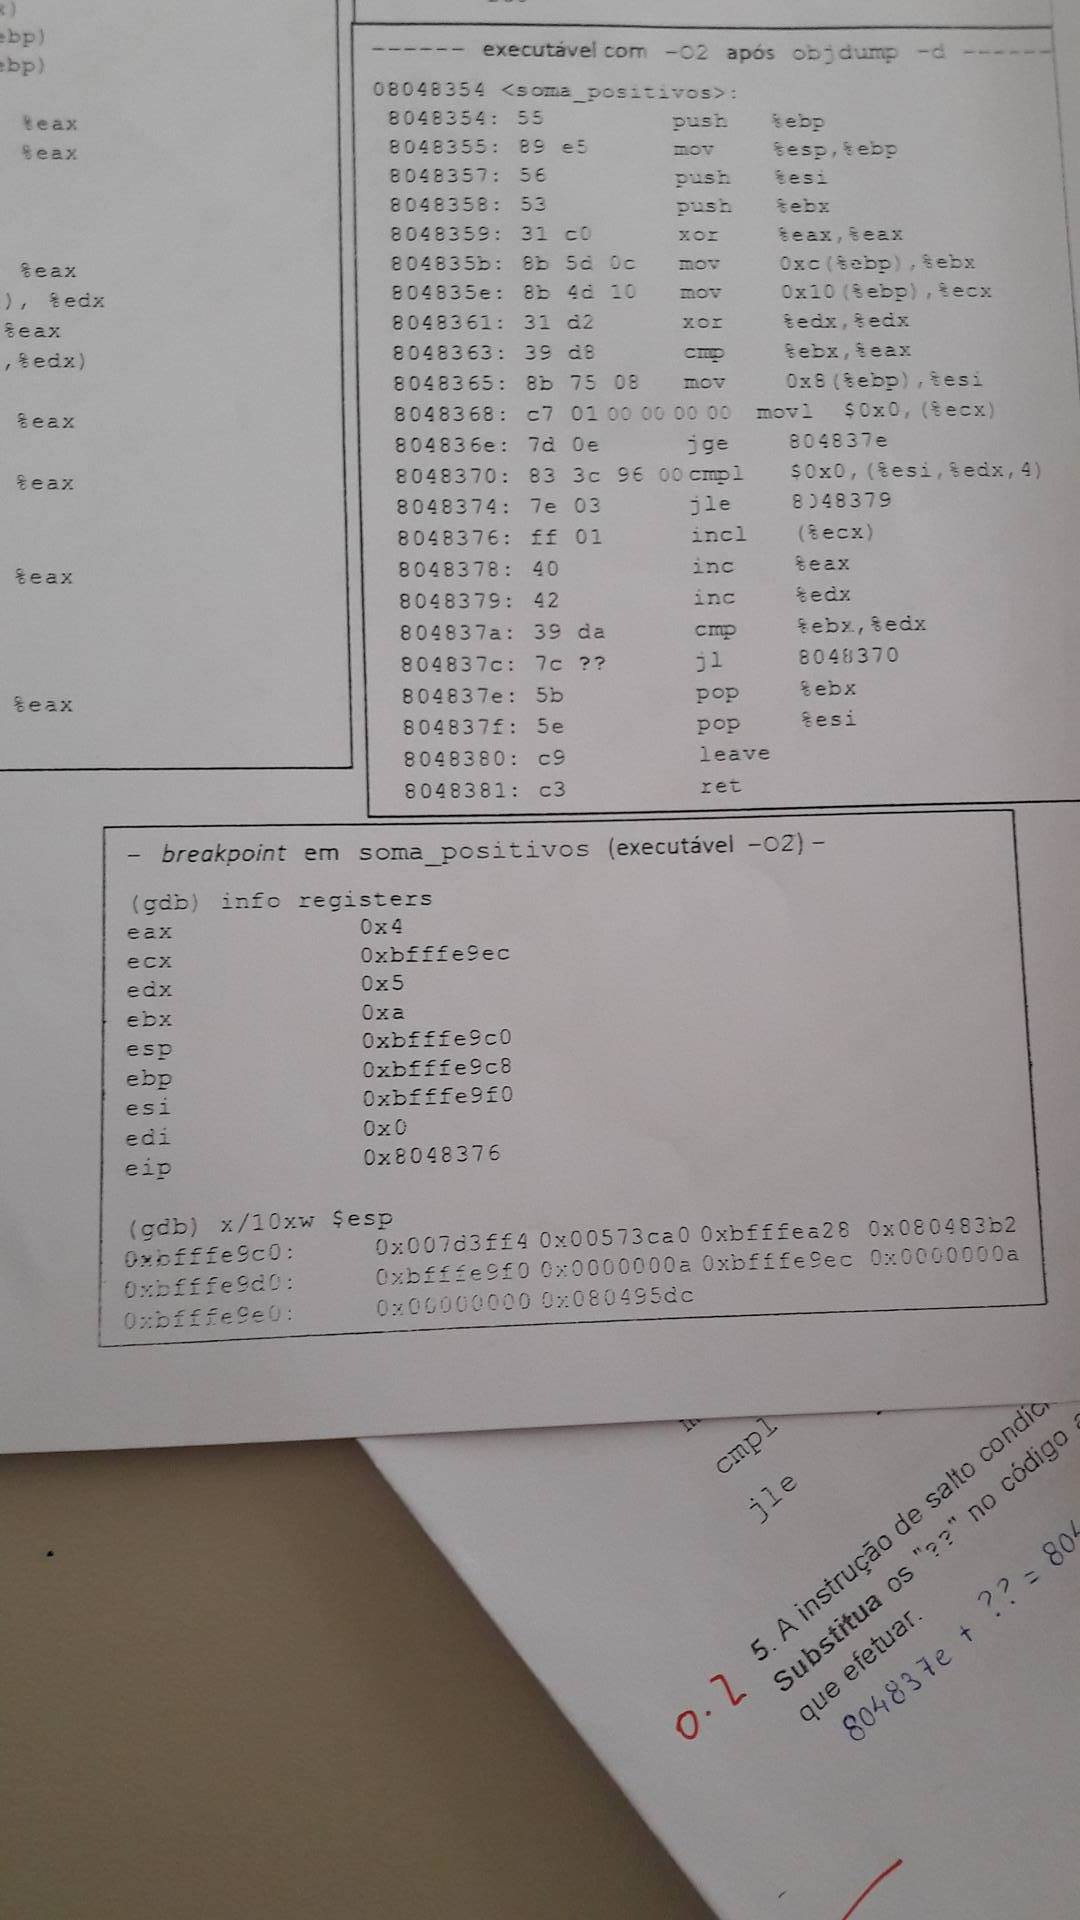 ebp)
ebp)
%eax
%eax
%eax
), %edx
%eax
,%edx)
%eax
%eax
%eax
%eax
------ executável com -O2 após objdump -d ------
08048354 <soma_positivos>:
8048354: 55 push %ebp
8048355: 89 e5 mov %esp,%ebp
8048357: 56 push %esi
8048358: 53 push %ebx
8048359: 31 c0 xor %eax,%eax
804835b: 8b 5d 0c mov 0xc(%ebp),%ebx
804835e: 8b 4d 10 mov 0x10(%ebp),%ecx
8048361: 31 d2 xor %edx,%edx
8048363: 39 d8 cmp %ebx,%eax
8048365: 8b 75 08 mov 0x8(%ebp),%esi
8048368: c7 01 00 00 00 00 movl $0x0,(%ecx)
804836e: 7d 0e jge 804837e
8048370: 83 3c 96 00 cmpl $0x0,(%esi,%edx,4)
8048374: 7e 03 jle 8048379
8048376: ff 01 incl (%ecx)
8048378: 40 inc %eax
8048379: 42 inc %edx
804837a: 39 da cmp %ebx,%edx
804837c: 7c ?? jl 8048370
804837e: 5b pop %ebx
804837f: 5e pop %esi
8048380: c9 leave
8048381: c3 ret
- breakpoint em soma_positivos (executável -O2) -
(gdb) info registers
eax 0x4
ecx 0xbfffe9ec
edx 0x5
ebx 0xa
esp 0xbfffe9c0
ebp 0xbfffe9c8
esi 0xbfffe9f0
edi 0x0
eip 0x8048376
(gdb) x/10xw $esp
0xbfffe9c0: 0x007d3ff4 0x00573ca0 0xbfffea28 0x080483b2
0xbfffe9d0: 0xbfffe9f0 0x0000000a 0xbfffe9ec 0x0000000a
0xbfffe9e0: 0x00000000 0x080495dc
cmpl
jle
5. A instrução de salto
Substitua os "??" no código
que efetuar.
804837e + ?? = 804
0.2